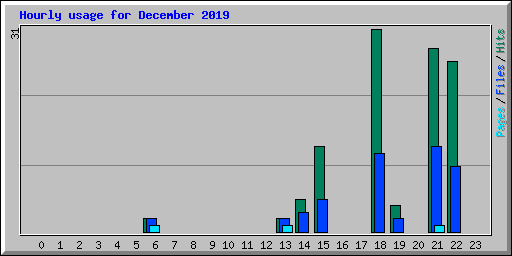 Hourly usage for December 2019
31
Pages/Files/Hits
0 1 2 3 4 5 6 7 8 9 10 11 12 13 14 15 16 17 18 19 20 21 22 23